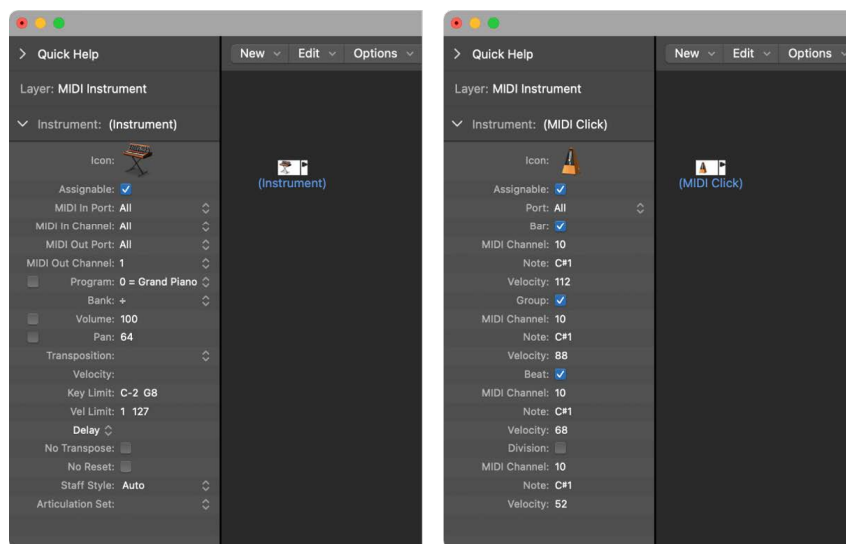 Quick Help
New Edit Options
Layer: MIDI Instrument
Instrument: (Instrument)
Icon:
(Instrument)
Assignable:
MIDI In Port: All
MIDI In Channel: All
MIDI Out Port: All
MIDI Out Channel: 1
Program: 0 = Grand Piano
Bank: ÷
Volume: 100
Pan: 64
Transposition:
Velocity:
Key Limit: C-2 G8
Vel Limit: 1 127
Delay
No Transpose:
No Reset:
Staff Style: Auto
Articulation Set:
Quick Help
New Edit Options
Layer: MIDI Instrument
Instrument: (MIDI Click)
Icon:
(MIDI Click)
Assignable:
Port: All
Bar:
MIDI Channel: 10
Note: C#1
Velocity: 112
Group:
MIDI Channel: 10
Note: C#1
Velocity: 88
Beat:
MIDI Channel: 10
Note: C#1
Velocity: 68
Division:
MIDI Channel: 10
Note: C#1
Velocity: 52